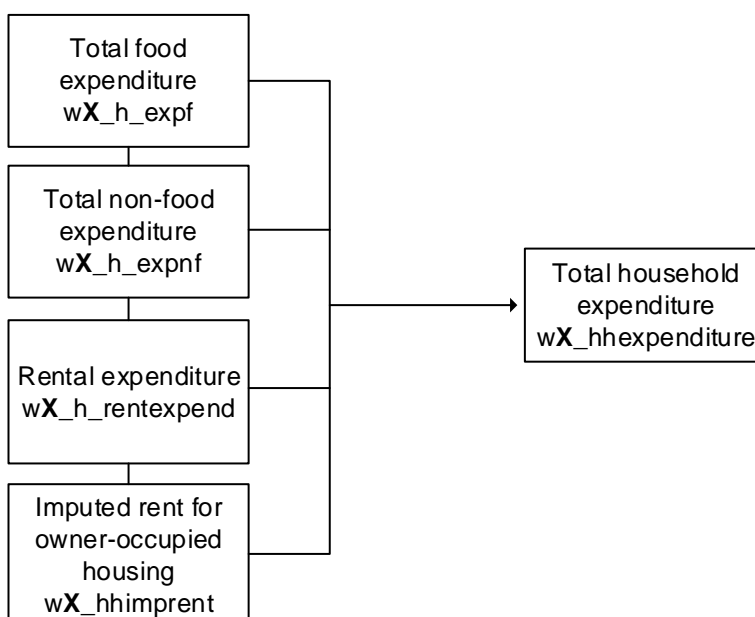 Total food
expenditure
wX_h_expf
Total non-food
expenditure
wX_h_expnf
Rental expenditure
wX_h_rentexpend
Imputed rent for
owner-occupied
housing
wX_hhimprent
Total household
expenditure
wX_hhexpenditure